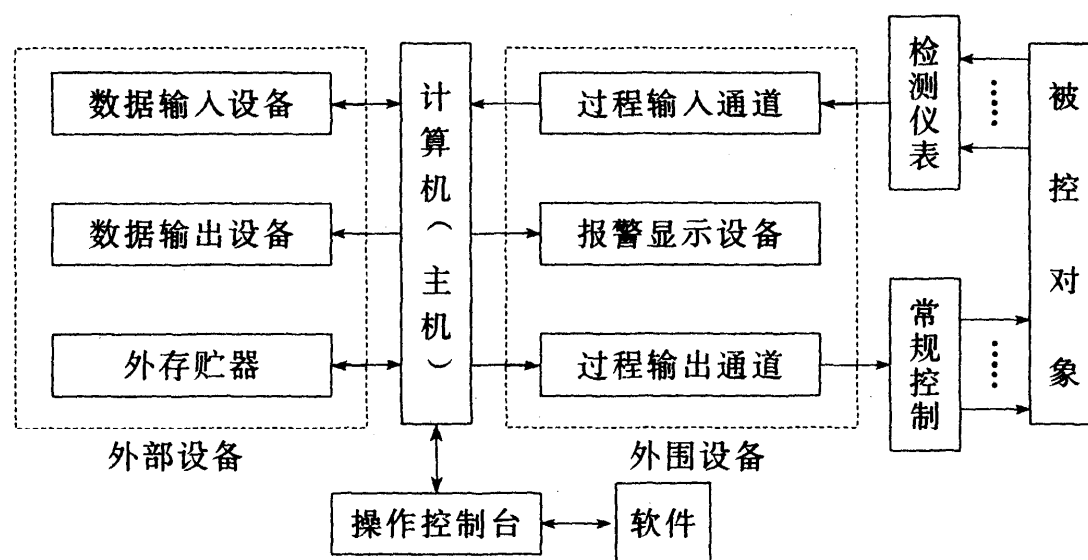 数据输入设备
数据输出设备
外存贮器
外部设备
计算机(主机)
过程输入通道
报警显示设备
过程输出通道
外围设备
检测仪表
常规控制
被控对象
操作控制台
软件